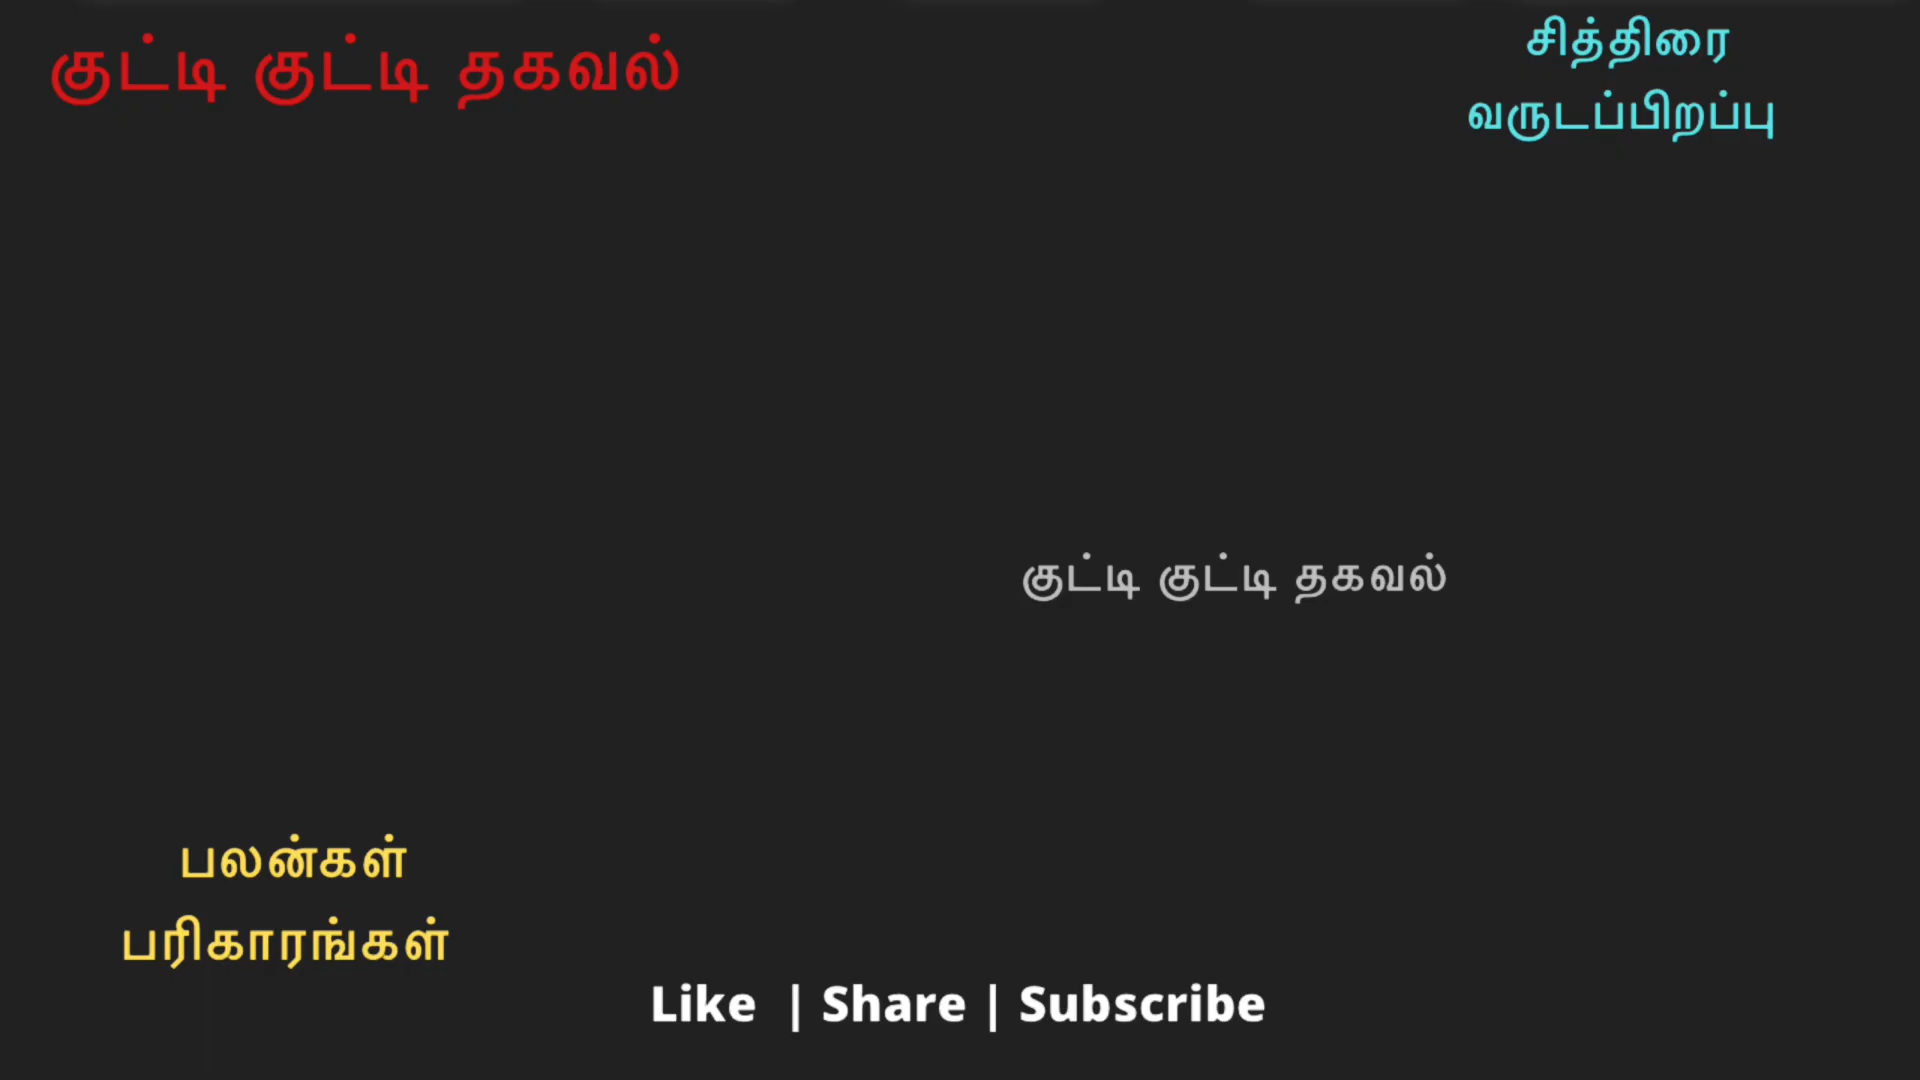 குட்டி குட்டி தகவல்
சித்திரை
வருடப்பிறப்பு
குட்டி குட்டி தகவல்
பலன்கள்
பரிகாரங்கள்
Like | Share | Subscribe